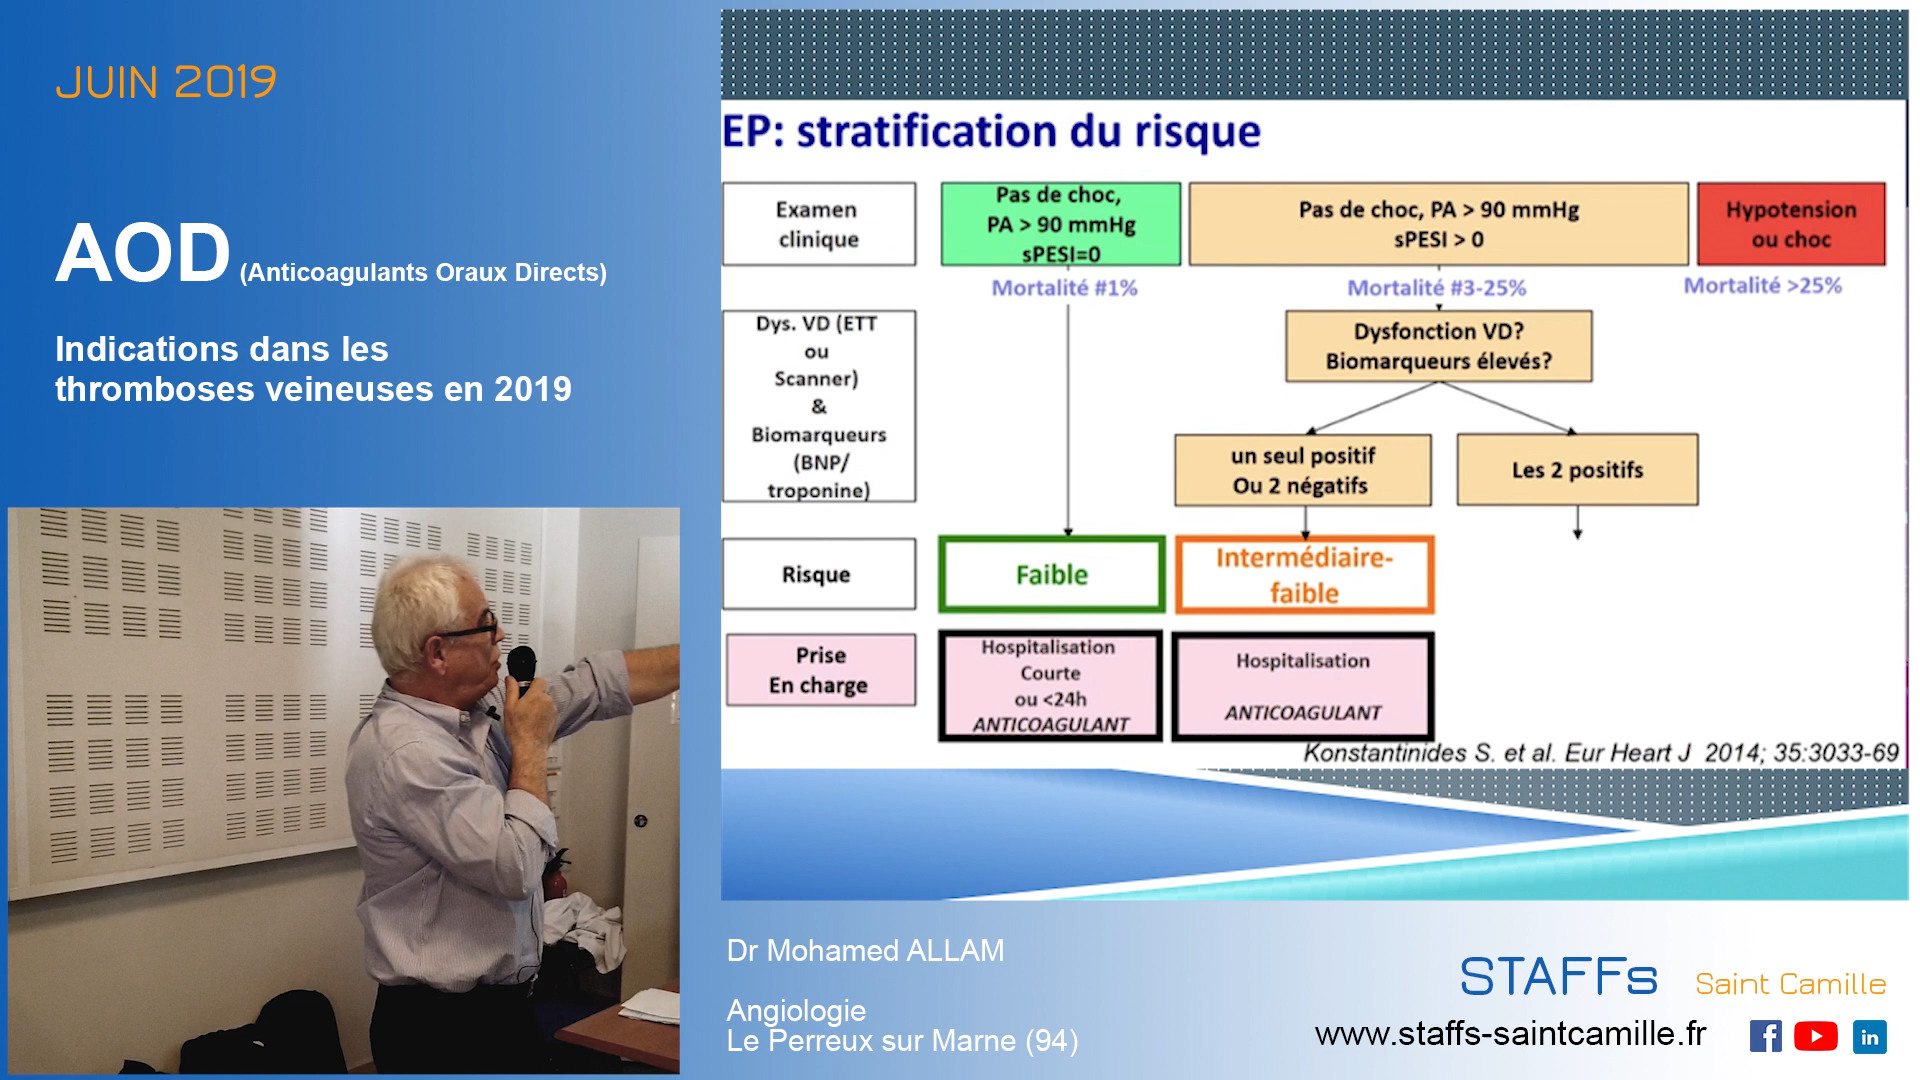 JUIN 2019
AOD (Anticoagulants Oraux Directs)
Indications dans les
thromboses veineuses en 2019
EP: stratification du risque
Examen
clinique
Pas de choc,
PA > 90 mmHg
sPESI=0
Pas de choc, PA > 90 mmHg
sPESI > 0
Hypotension
ou choc
Mortalité #1%
Mortalité #3-25%
Mortalité >25%
Dys. VD (ETT
ou
Scanner)
&
Biomarqueurs
(BNP/
troponine)
Dysfonction VD?
Biomarqueurs élevés?
un seul positif
Ou 2 négatifs
Les 2 positifs
Risque
Faible
Intermédiaire-
faible
Prise
En charge
Hospitalisation
Courte
ou <24h
ANTICOAGULANT
Hospitalisation
ANTICOAGULANT
Konstantinides S. et al. Eur Heart J 2014; 35:3033-69
Dr Mohamed ALLAM
Angiologie
Le Perreux sur Marne (94)
STAFFs Saint Camille
www.staffs-saintcamille.fr